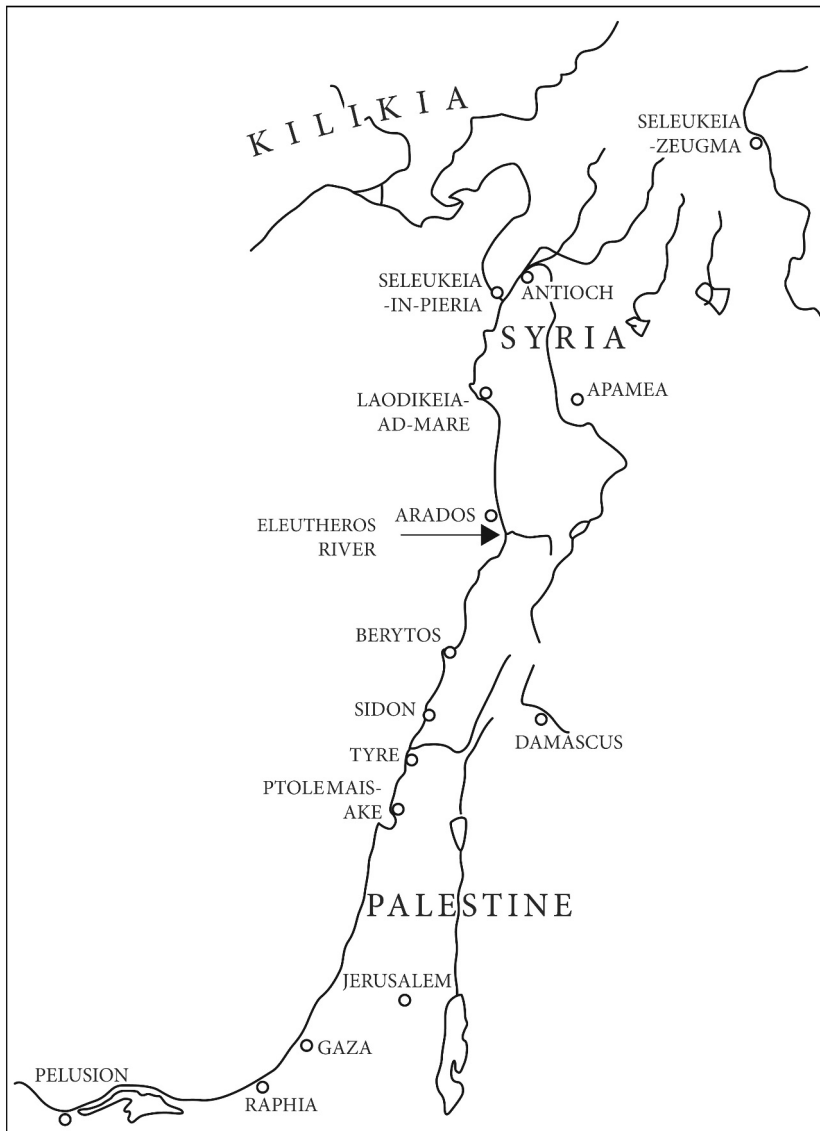 KILIKIA
SELEUKEIA
-ZEUGMA
SELEUKEIA
-IN-PIERIA
ANTIOCH
SYRIA
LAODIKEIA-
AD-MARE
APAMEA
ARADOS
ELEUTHEROS
RIVER
BERYTOS
SIDON
DAMASCUS
TYRE
PTOLEMAIS-
AKE
PALESTINE
JERUSALEM
GAZA
PELUSION
RAPHIA